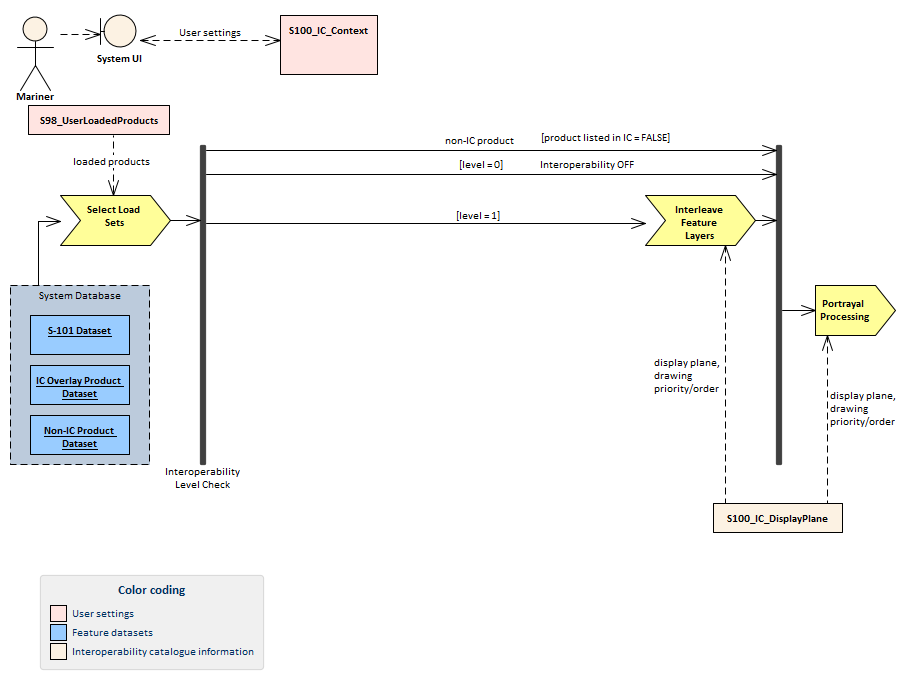 User settings
S100_IC_Context
System UI
Mariner
S98_UserLoadedProducts
loaded products
non-IC product
[product listed in IC = FALSE]
[level = 0]
Interoperability OFF
Select Load
Sets
[level = 1]
Interleave
Feature
Layers
System Database
S-101 Dataset
IC Overlay Product
Dataset
Non-IC Product
Dataset
Portrayal
Processing
display plane,
drawing
priority/order
display plane,
drawing
priority/order
Interoperability
Level Check
S100_IC_DisplayPlane
Color coding
User settings
Feature datasets
Interoperability catalogue information